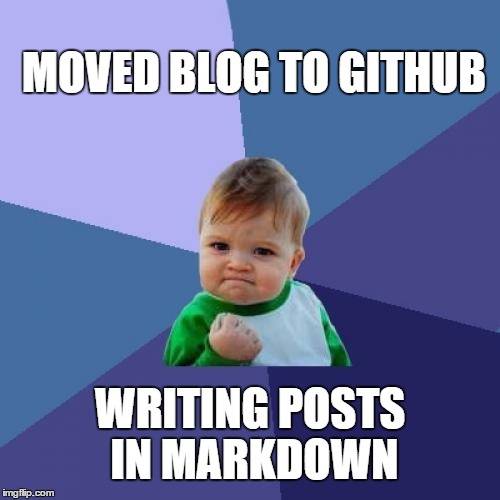 MOVED BLOG TO GITHUB
WRITING POSTS
IN MARKDOWN
imgflip.com